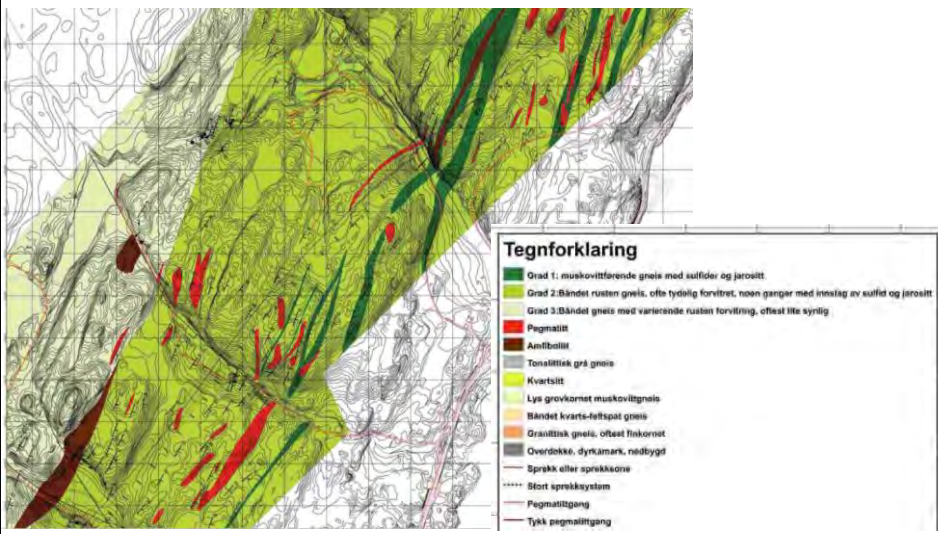 Tegnforklaring
Grad 1: muskovittførende gneis med sulfider og jarositt
Grad 2:Båndet rusten gneis, ofte tydelig forvitret, noen ganger med innslag av sulfid og jarositt
Grad 3:Båndet gneis med varierende rusten forvitring, oftest lite synlig
Pegmatitt
Amfibolitt
Tonalittisk grå gneis
Kvartsitt
Lys grovkornet muskovittgneis
Båndet kvarts-feltspat gneis
Granittisk gneis, oftest finkornet
Overdekke, dyrkamark, nedbygd
Sprekk eller sprekksone
Stort sprekksystem
Pegmatittgang
Tykk pegmatittgang